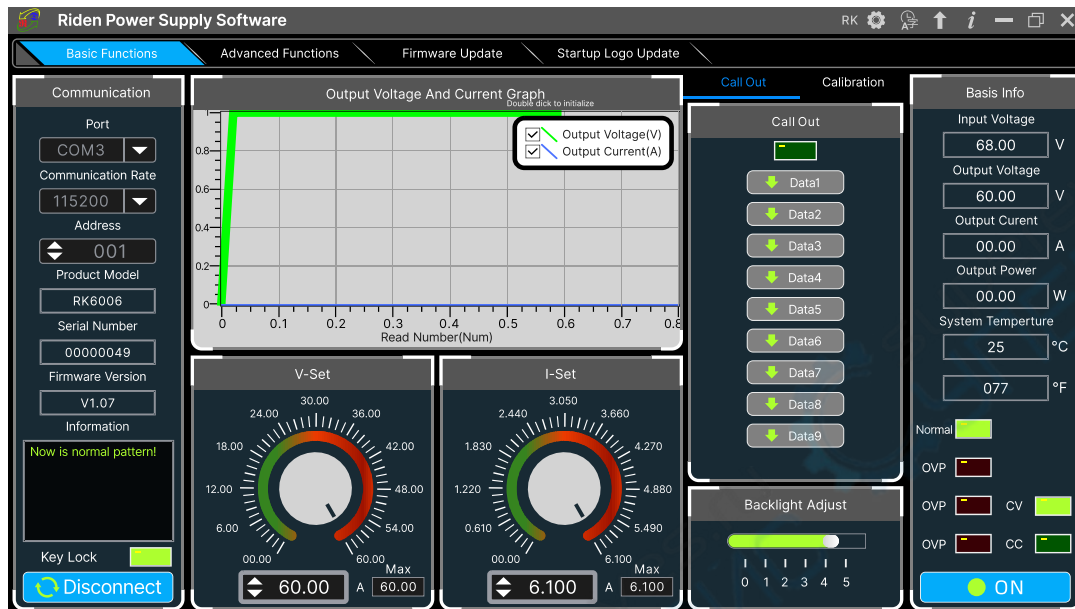 Riden Power Supply Software
RK
Basic Functions
Advanced Functions
Firmware Update
Startup Logo Update
Communication
Port
COM3
Communication Rate
115200
Address
001
Product Model
RK6006
Serial Number
00000049
Firmware Version
V1.07
Information
Now is normal pattern!
Key Lock
Disconnect
Output Voltage And Current Graph
Double dick to initialize
Output Voltage(V)
Output Current(A)
1
0.8
0.6
0.4
0.2
0
0 0.1 0.2 0.3 0.4 0.5 0.6 0.7 0.8
Read Number(Num)
V-Set
30.00
24.00 36.00
18.00 42.00
12.00 48.00
6.00 54.00
00.00 60.00
Max
60.00 A 60.00
I-Set
3.050
2.440 3.660
1.830 4.270
1.220 4.880
0.610 5.490
00.00 6.100
Max
6.100 A 6.100
Call Out
Calibration
Call Out
Data1
Data2
Data3
Data4
Data5
Data6
Data7
Data8
Data9
Backlight Adjust
0 1 2 3 4 5
Basis Info
Input Voltage
68.00 V
Output Voltage
60.00 V
Output Curent
00.00 A
Output Power
00.00 W
System Temperture
25 °C
077 °F
Normal
OVP
OVP CV
OVP CC
ON